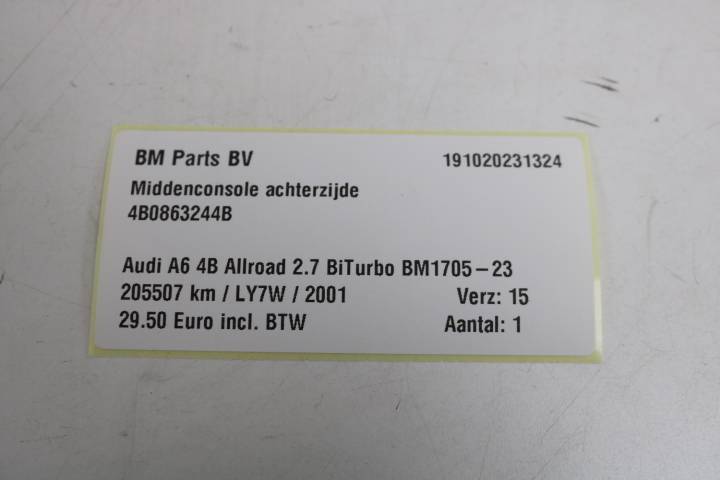 BM Parts BV 191020231324
Middenconsole achterzijde
4B0863244B
Audi A6 4B Allroad 2.7 BiTurbo BM1705-23
205507 km / LY7W / 2001 Verz: 15
29.50 Euro incl. BTW Aantal: 1